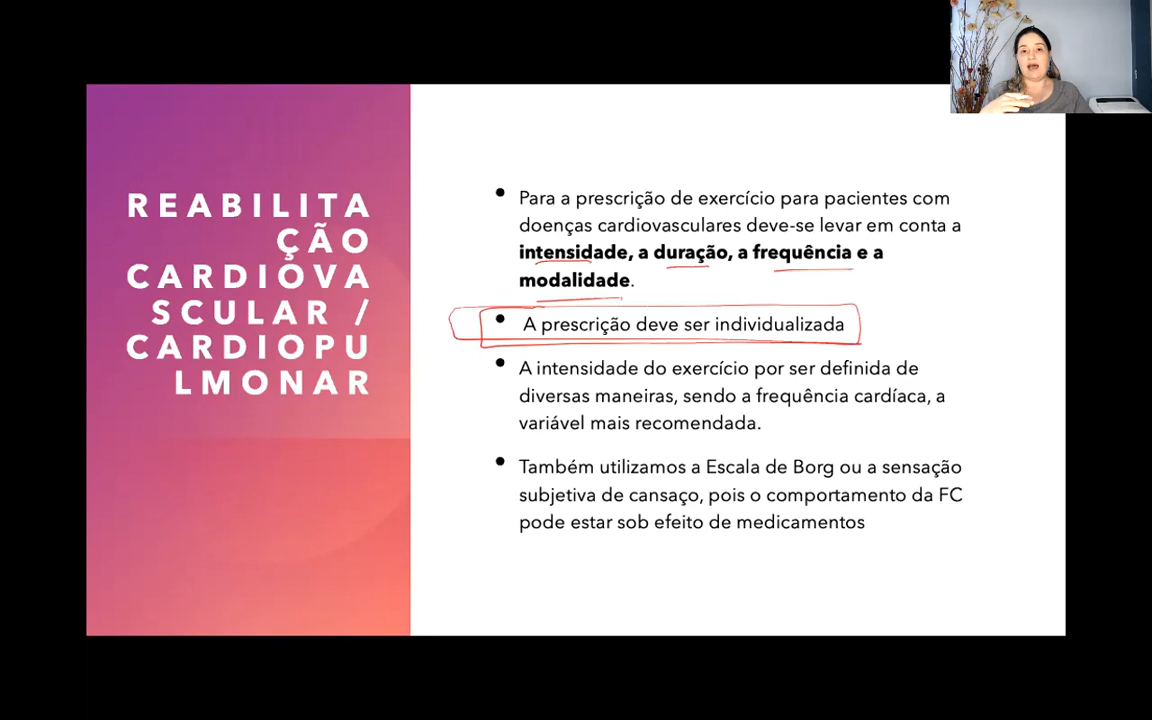 REABILITA
ÇÃO
CARDIOVA
SCULAR /
CARDIOPU
LMONAR
• Para a prescrição de exercício para pacientes com
doenças cardiovasculares deve-se levar em conta a
intensidade, a duração, a frequência e a
modalidade.
• A prescrição deve ser individualizada
• A intensidade do exercício por ser definida de
diversas maneiras, sendo a frequência cardíaca, a
variável mais recomendada.
• Também utilizamos a Escala de Borg ou a sensação
subjetiva de cansaço, pois o comportamento da FC
pode estar sob efeito de medicamentos